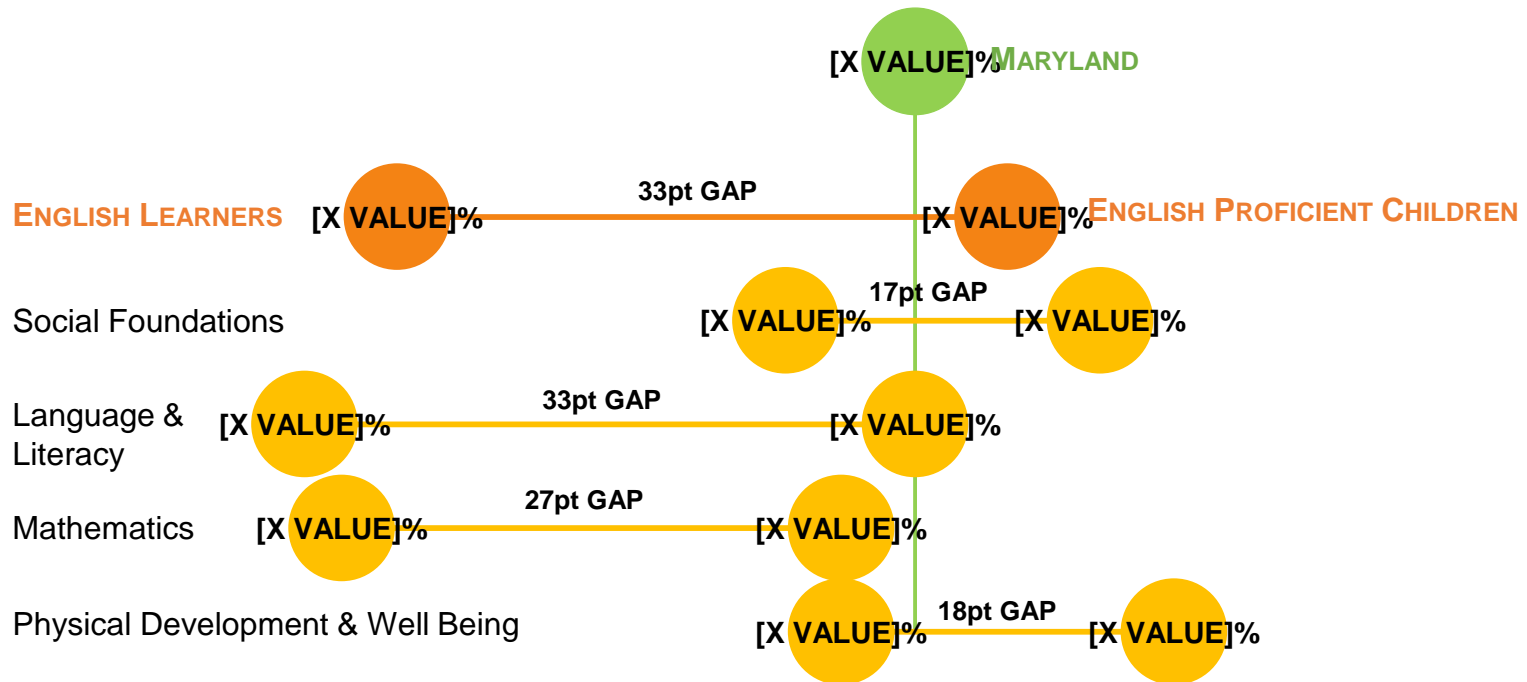 [X VALUE]% MARYLAND
33pt GAP
ENGLISH LEARNERS [X VALUE]% [X VALUE]% ENGLISH PROFICIENT CHILDREN
17pt GAP
Social Foundations [X VALUE]% [X VALUE]%
33pt GAP
Language &
Literacy
[X VALUE]% [X VALUE]%
27pt GAP
Mathematics [X VALUE]% [X VALUE]%
18pt GAP
Physical Development & Well Being [X VALUE]% [X VALUE]%